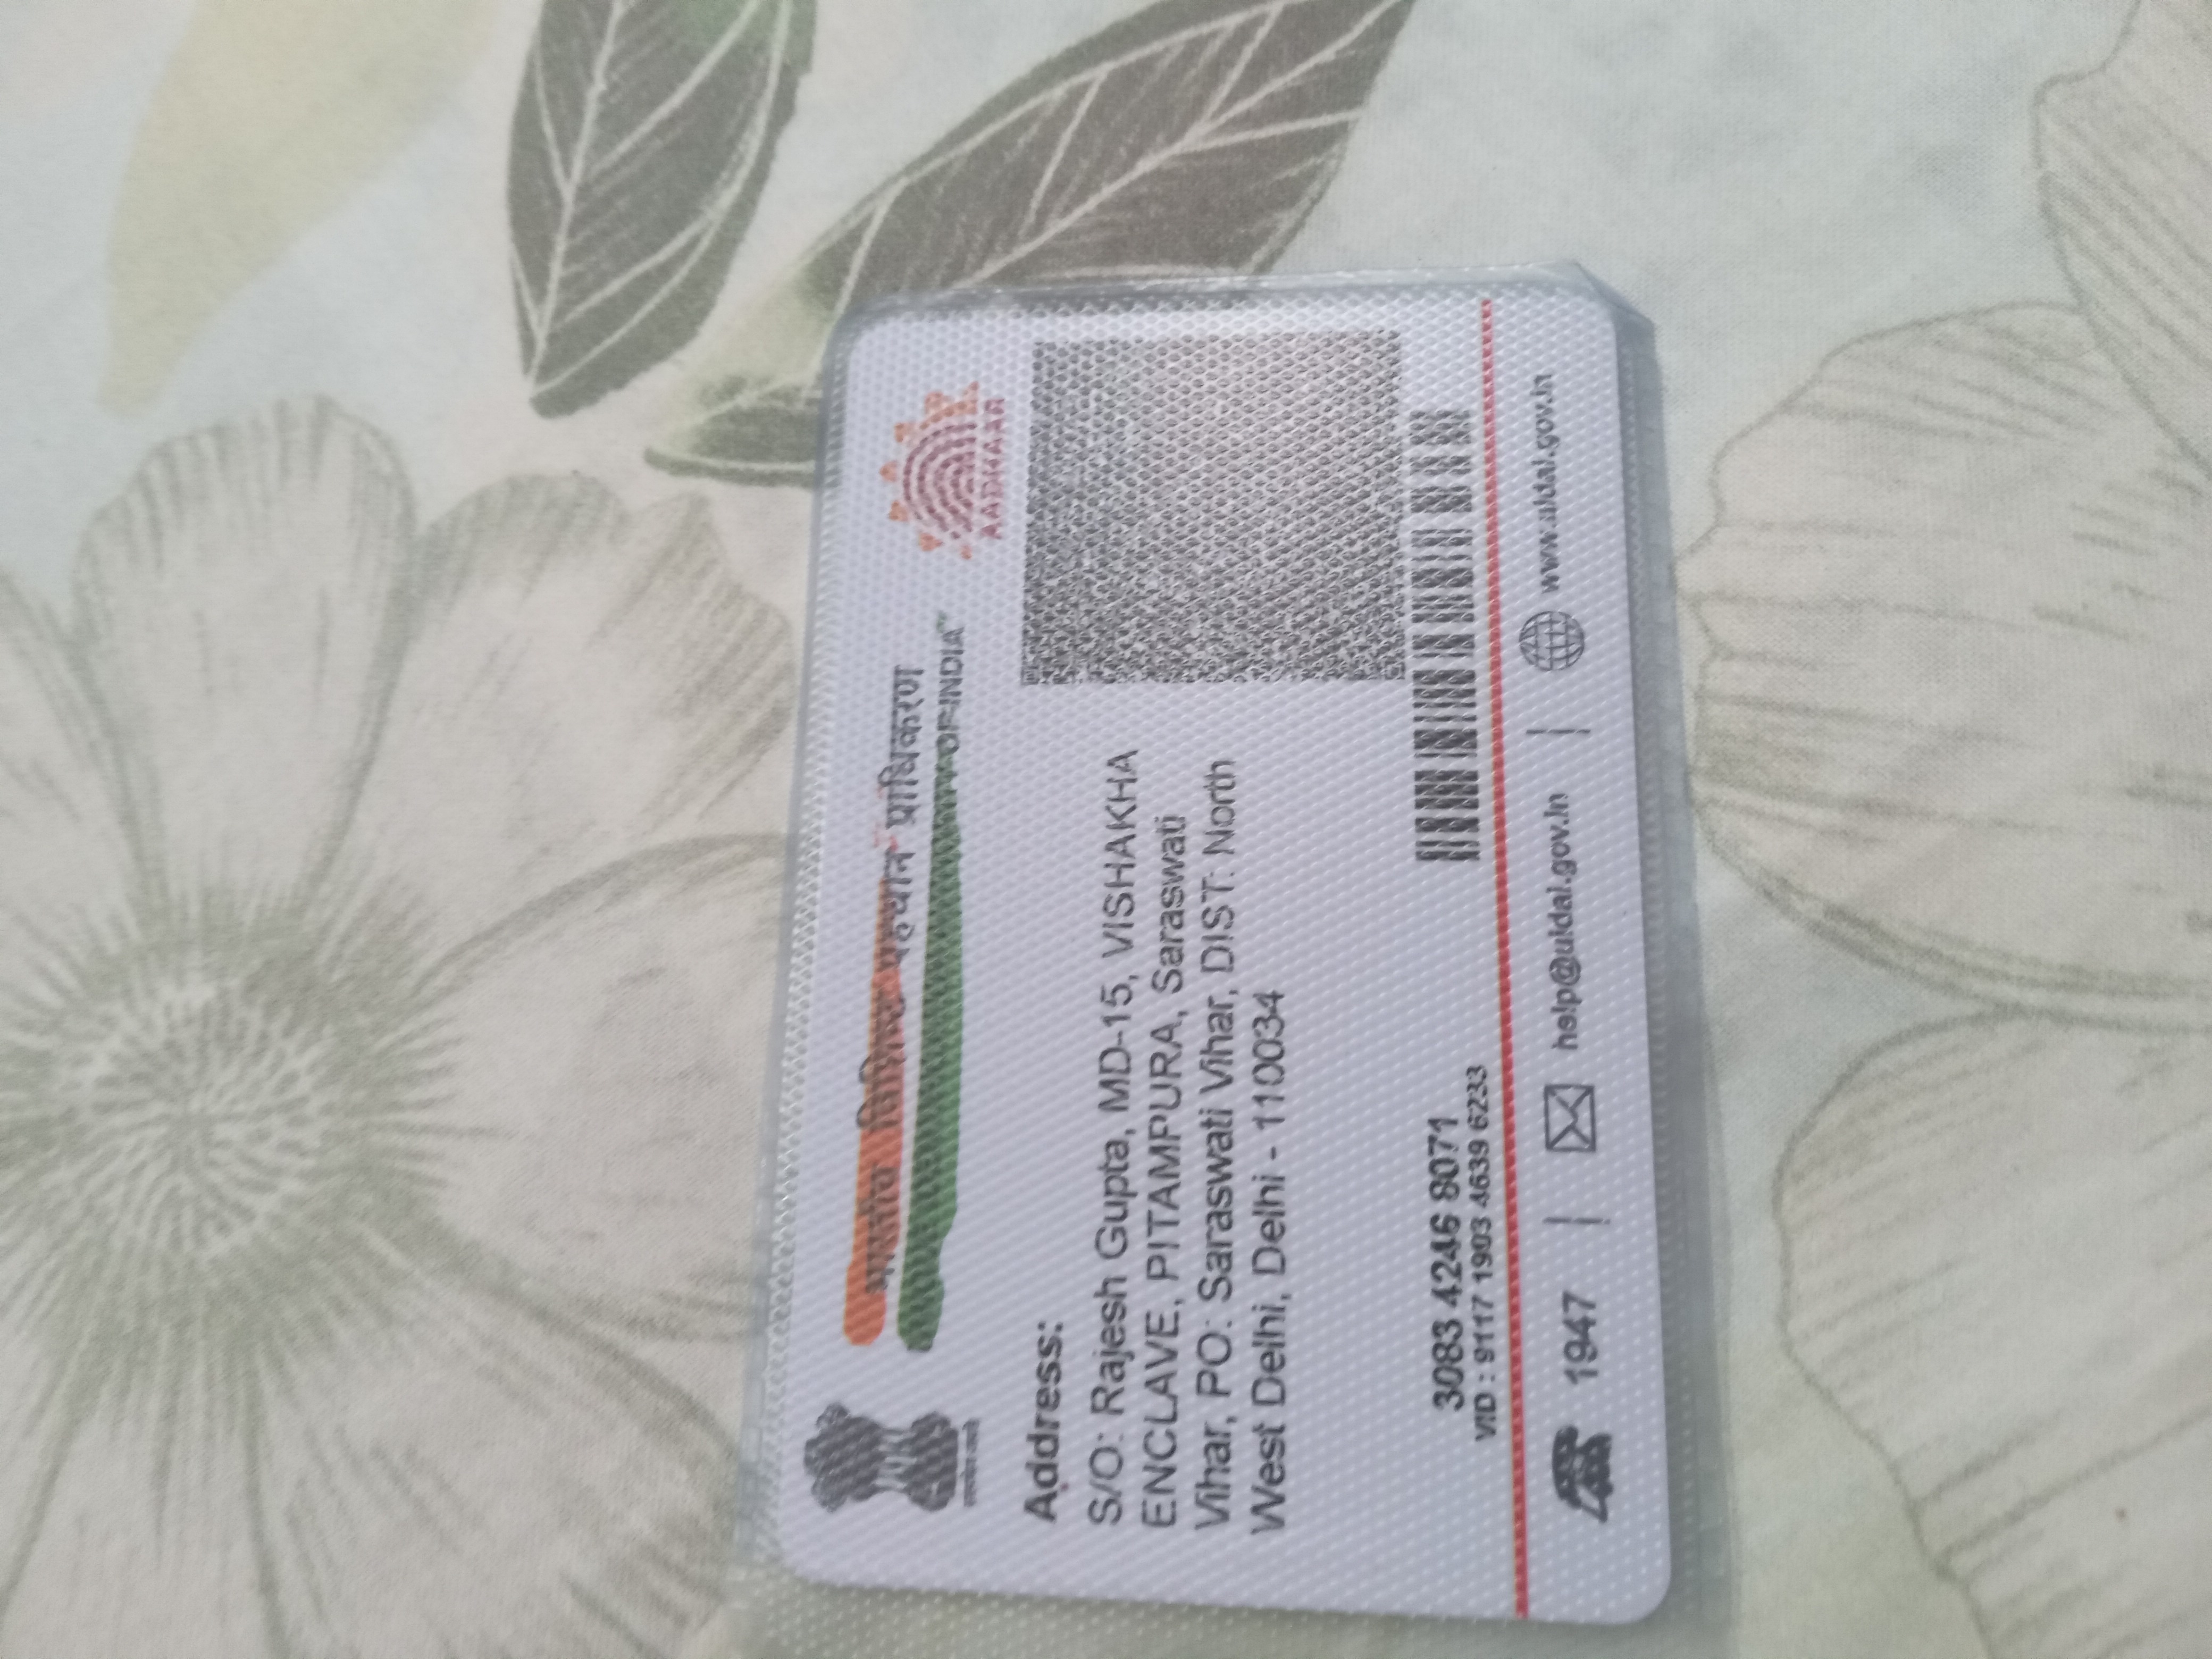 भारतीय विशिष्ट पहचान प्राधिकरण
OF INDIA
AADHAAR
Address:
S/O: Rajesh Gupta, MD-15, VISHAKHA
ENCLAVE, PITAMPURA, Saraswati
Vihar, PO: Saraswati Vihar, DIST: North
West Delhi, Delhi - 110034
3083 4246 8071
VID : 9117 1903 4639 6233
1947 | help@uidai.gov.in | www.uidai.gov.in